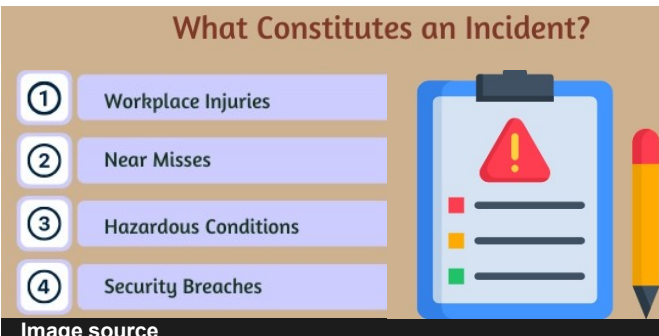 What Constitutes an Incident?
1 Workplace Injuries
2 Near Misses
3 Hazardous Conditions
4 Security Breaches
!
Image source